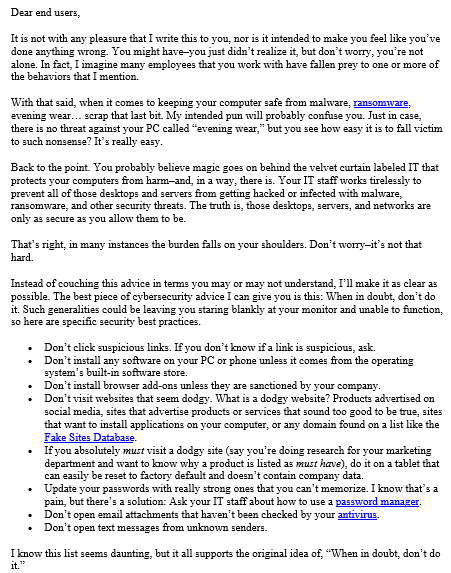 Dear end users,
It is not with any pleasure that I write this to you, nor is it intended to make you feel like you've
done anything wrong. You might have–you just didn't realize it, but don't worry, you're not
alone. In fact, I imagine many employees that you work with have fallen prey to one or more of
the behaviors that I mention.
With that said, when it comes to keeping your computer safe from malware, ransomware,
evening wear… scrap that last bit. My intended pun will probably confuse you. Just in case,
there is no threat against your PC called “evening wear,” but you see how easy it is to fall victim
to such nonsense? It's really easy.
Back to the point. You probably believe magic goes on behind the velvet curtain labeled IT that
protects your computers from harm–and, in a way, there is. Your IT staff works tirelessly to
prevent all of those desktops and servers from getting hacked or infected with malware,
ransomware, and other security threats. The truth is, those desktops, servers, and networks are
only as secure as you allow them to be.
That's right, in many instances the burden falls on your shoulders. Don't worry–it's not that
hard.
Instead of couching this advice in terms you may or may not understand, I'll make it as clear as
possible. The best piece of cybersecurity advice I can give you is this: When in doubt, don't do
it. Such generalities could be leaving you staring blankly at your monitor and unable to function,
so here are specific security best practices.
• Don't click suspicious links. If you don't know if a link is suspicious, ask.
• Don't install any software on your PC or phone unless it comes from the operating
system's built-in software store.
• Don't install browser add-ons unless they are sanctioned by your company.
• Don't visit websites that seem dodgy. What is a dodgy website? Products advertised on
social media, sites that advertise products or services that sound too good to be true, sites
that want to install applications on your computer, or any domain found on a list like the
Fake Sites Database.
• If you absolutely must visit a dodgy site (say you're doing research for your marketing
department and want to know why a product is listed as must have), do it on a tablet that
can easily be reset to factory default and doesn't contain company data.
• Update your passwords with really strong ones that you can't memorize. I know that's a
pain, but there's a solution: Ask your IT staff about how to use a password manager.
• Don't open email attachments that haven't been checked by your antivirus.
• Don't open text messages from unknown senders.
I know this list seems daunting, but it all supports the original idea of, “When in doubt, don't do
it.”